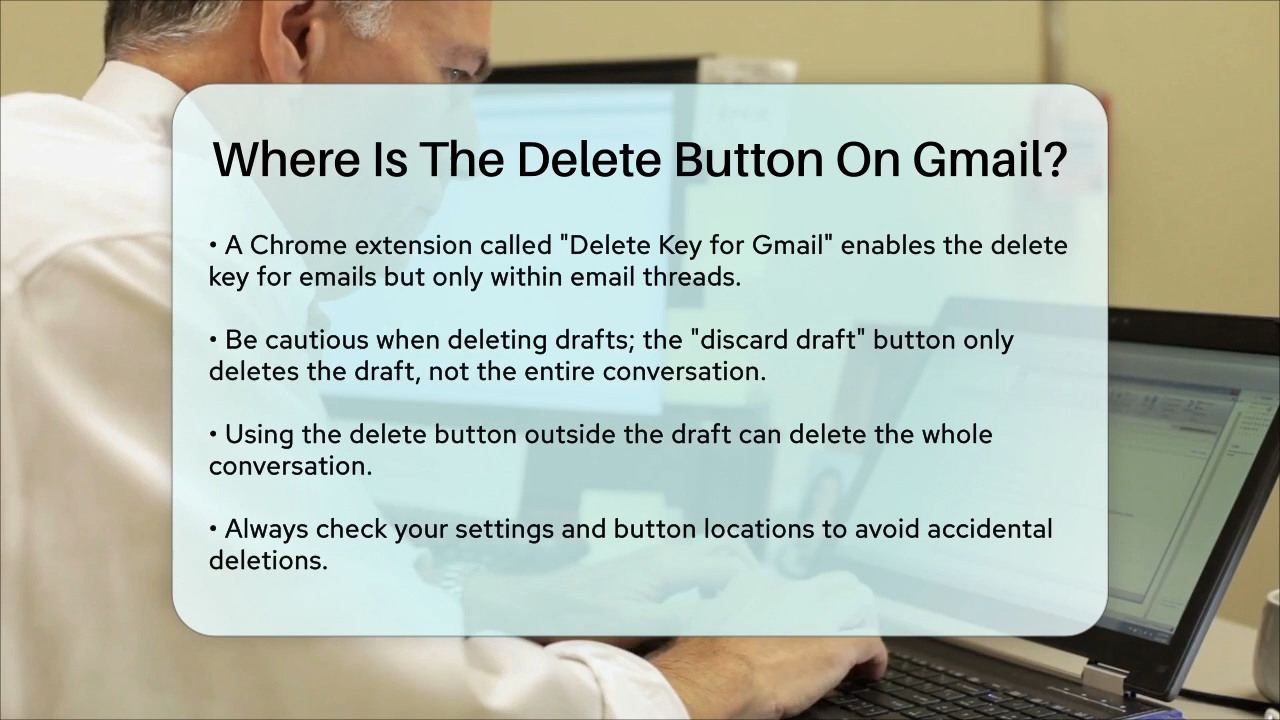 Where Is The Delete Button On Gmail?
• A Chrome extension called "Delete Key for Gmail" enables the delete
key for emails but only within email threads.
• Be cautious when deleting drafts; the "discard draft" button only
deletes the draft, not the entire conversation.
• Using the delete button outside the draft can delete the whole
conversation.
• Always check your settings and button locations to avoid accidental
deletions.